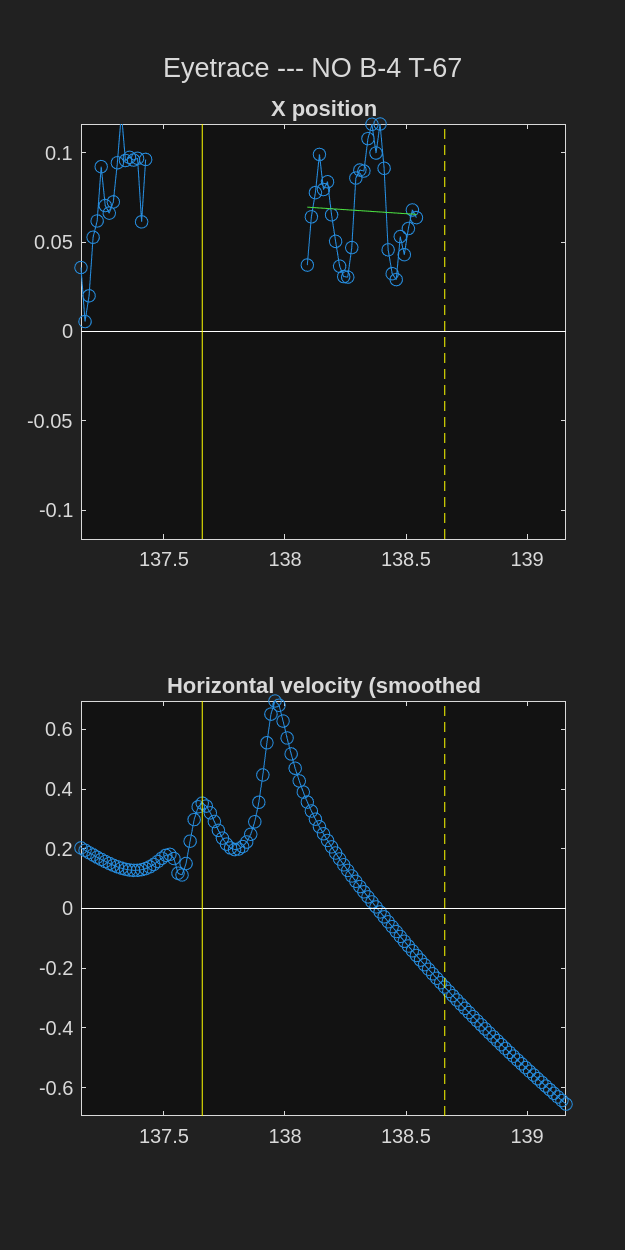 Eyetrace --- NO B-4 T-67
X position
0.1
0.05
0
-0.05
-0.1
137.5 138 138.5 139
Horizontal velocity (smoothed
0.6
0.4
0.2
0
-0.2
-0.4
-0.6
137.5 138 138.5 139